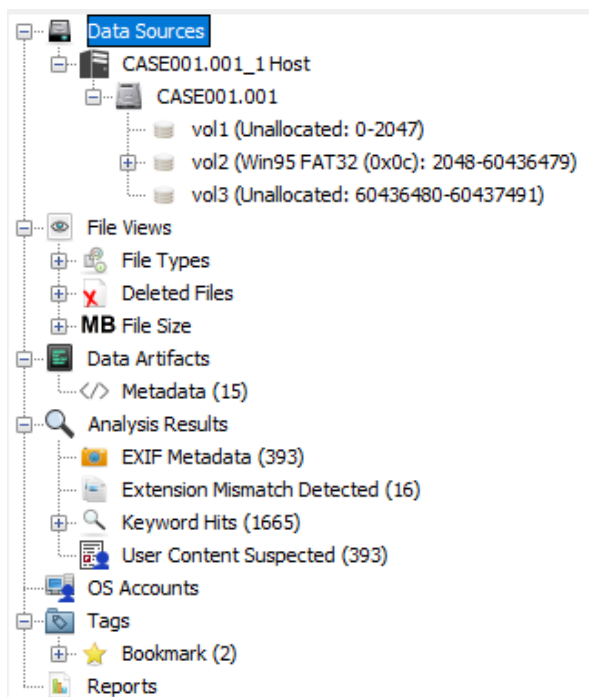 Data Sources
CASE001.001_1 Host
CASE001.001
vol1 (Unallocated: 0-2047)
vol2 (Win95 FAT32 (0x0c): 2048-60436479)
vol3 (Unallocated: 60436480-60437491)
File Views
File Types
Deleted Files
MB File Size
Data Artifacts
Metadata (15)
Analysis Results
EXIF Metadata (393)
Extension Mismatch Detected (16)
Keyword Hits (1665)
User Content Suspected (393)
OS Accounts
Tags
Bookmark (2)
Reports